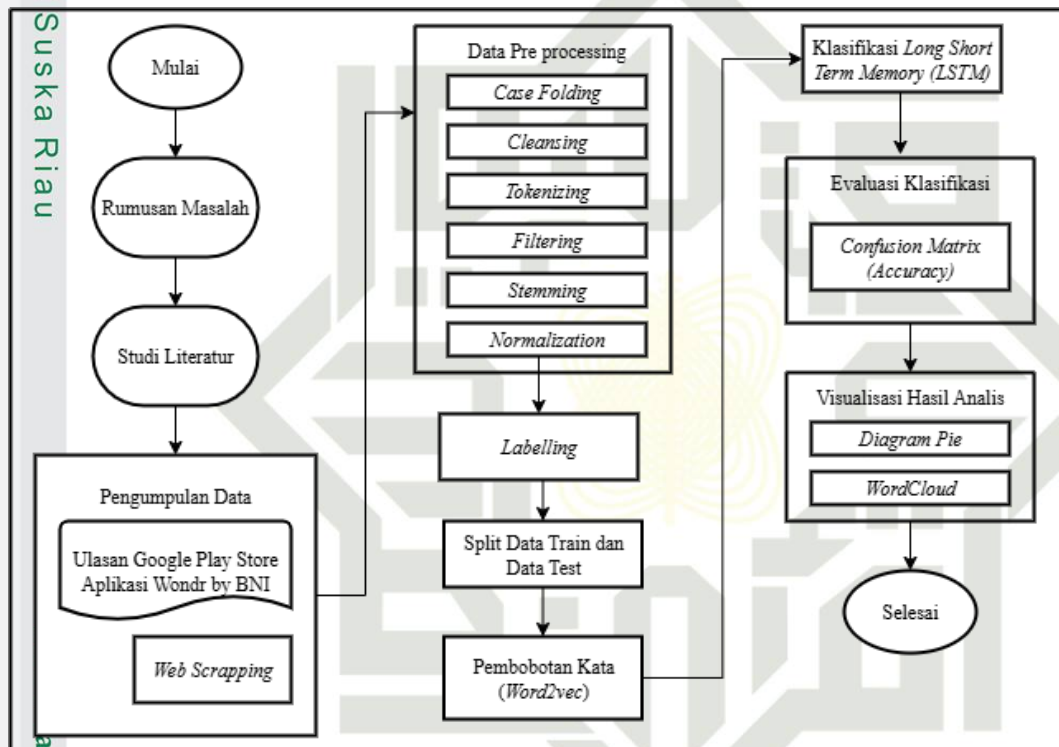 Suska Riau
Mulai
Rumusan Masalah
Studi Literatur
Pengumpulan Data
Ulasan Google Play Store
Aplikasi Wondr by BNI
Web Scrapping
Data Pre processing
Case Folding
Cleansing
Tokenizing
Filtering
Stemming
Normalization
Labelling
Split Data Train dan
Data Test
Pembobotan Kata
(Word2vec)
Klasifikasi Long Short
Term Memory (LSTM)
Evaluasi Klasifikasi
Confusion Matrix
(Accuracy)
Visualisasi Hasil Analis
Diagram Pie
WordCloud
Selesai